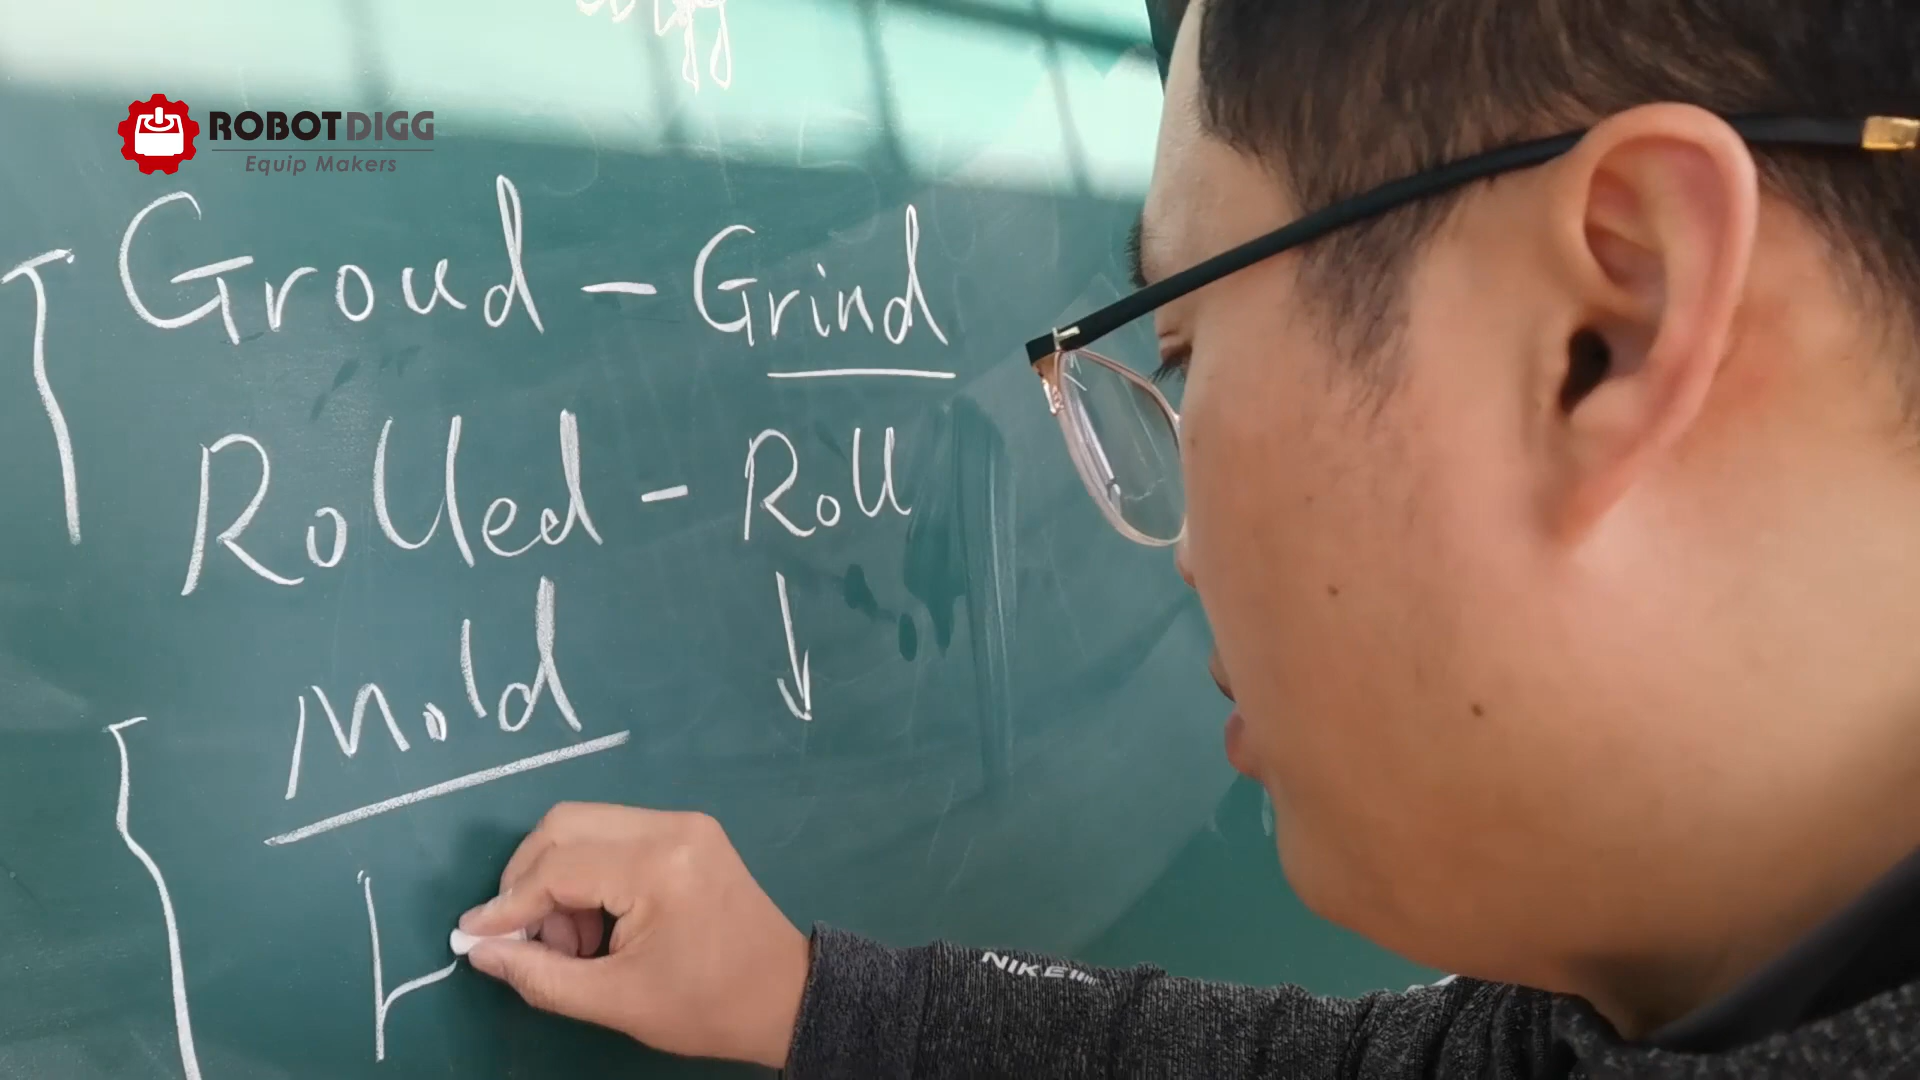 ROBOTDIGG
Equip Makers
Groud - Grind
Rolled - Roll
Mold
NIKE